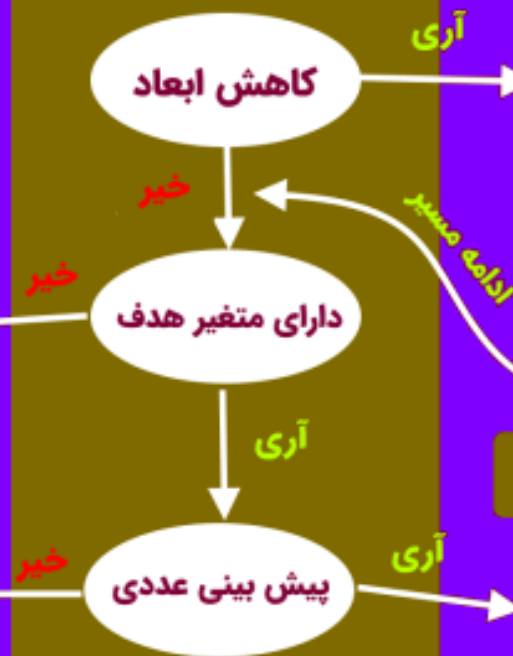 آری
کاهش ابعاد
خیر
ادامه مسیر
خیر
دارای متغیر هدف
آری
آری
خیر
پیش بینی عددی